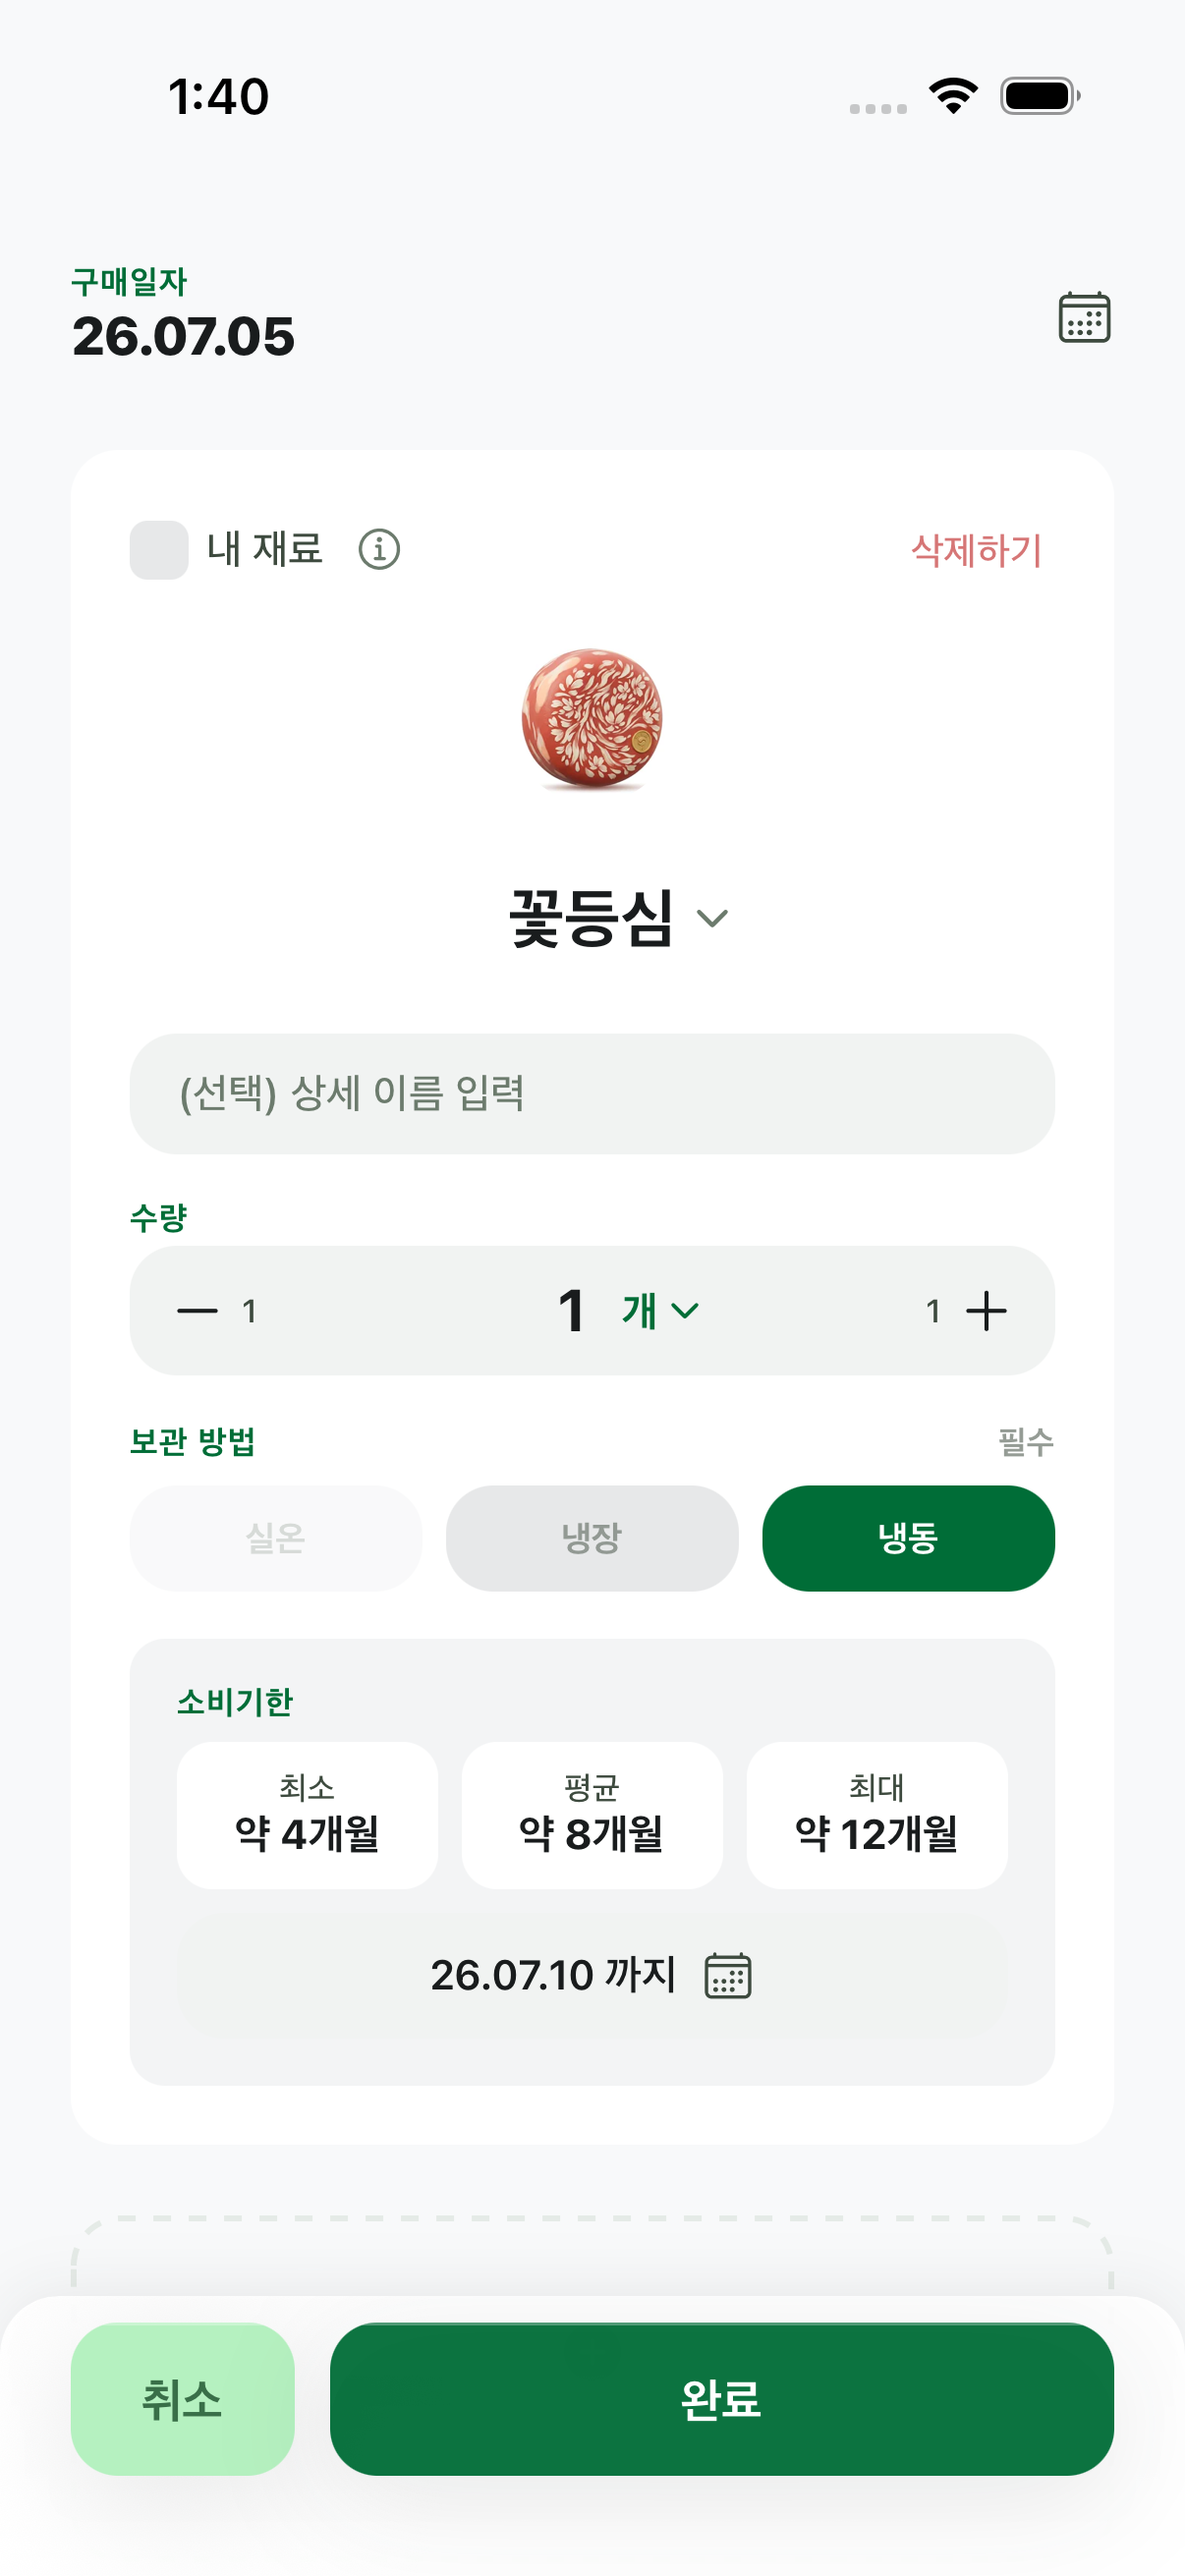 1:40
구매일자
26.07.05
내 재료
삭제하기
꽃등심
(선택) 상세 이름 입력
수량
1 1 개 1
보관 방법 필수
실온 냉장 냉동
소비기한
최소 평균 최대
약 4개월 약 8개월 약 12개월
26.07.10 까지
취소 완료